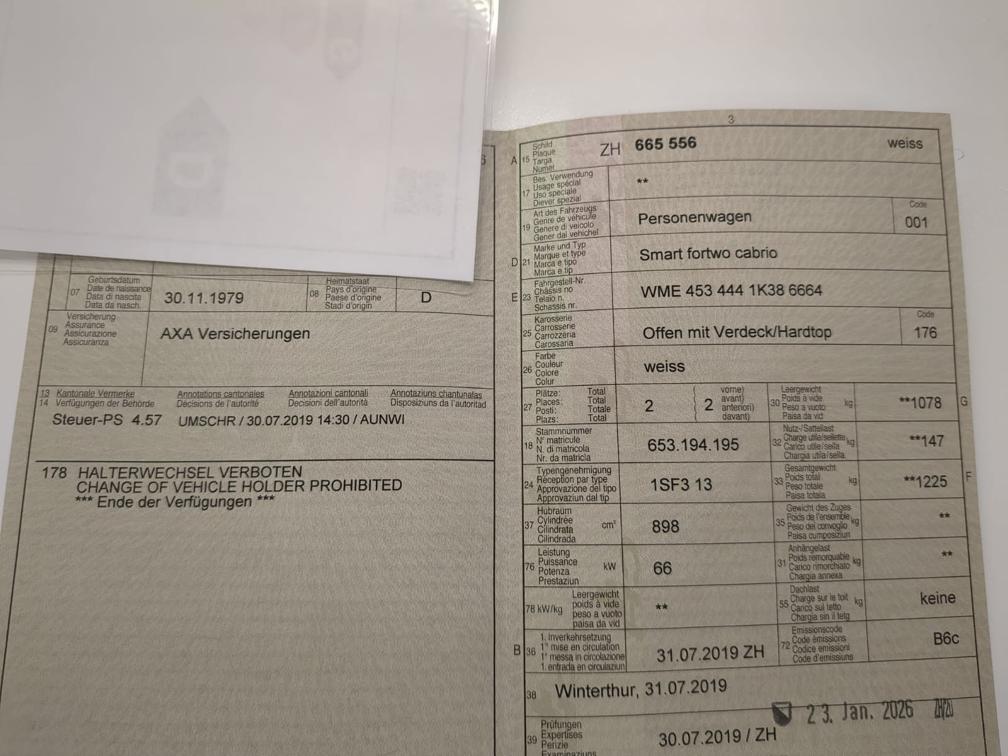 07 Geburtsdatum
Date de naissance
Data di nascita
Data da nasch.
30.11.1979
08 Heimatstaat
Pays d'origine
Paese d'origine
Stadi d'origin
D
09 Versicherung
Assurance
Assicurazione
Assicuranza
AXA Versicherungen
13 Kantonale Vermerke Annotations cantonales Annotazioni cantonali Annotaziuns chantunalas
14 Verfügungen der Behörde Décisions de l'autorité Decisioni dell'autorità Disposiziuns da l'autoritad
Steuer-PS 4.57 UMSCHR / 30.07.2019 14:30 / AUNWI
178 HALTERWECHSEL VERBOTEN
CHANGE OF VEHICLE HOLDER PROHIBITED
*** Ende der Verfügungen ***
3
A 15 Schild
Plaque
Targa
Numer
ZH 665 556 weiss
17 Bes. Verwendung
Usage spécial
Uso speciale
Diever spezial
**
19 Art des Fahrzeugs
Genre de véhicule
Genere di veicolo
Gener dal vehichel
Personenwagen
Code
001
D 21 Marke und Typ
Marque et type
Marca e tipo
Marca e tip
Smart fortwo cabrio
E 23 Fahrgestell-Nr.
Châssis no
Telaio n.
Schassis nr.
WME 453 444 1K38 6664
25 Karosserie
Carrosserie
Carrozzeria
Carossaria
Offen mit Verdeck/Hardtop
Code
176
26 Farbe
Couleur
Colore
Colur
weiss
27 Plätze: Total
Places: Total
Posti: Totale
Plazs: Total
2
vorne)
avant)
anteriori)
davant)
2
30 Leergewicht
Poids à vide
Peso a vuoto
Paisa da vid
kg
**1078
G
18 Stammnummer
N° matricule
N. di matricola
Nr. da matricla
653.194.195
32 Nutz-/Sattellast
Charge utile/sellette
Carico utile/sella
Chargia utila/sella
kg
**147
24 Typengenehmigung
Réception par type
Approvazione del tipo
Approvaziun dal tip
1SF3 13
33 Gesamtgewicht
Poids total
Peso totale
Paisa totala
kg
**1225
F
37 Hubraum
Cylindrée
Cilindrata
Cilindrada
cm³
898
35 Gewicht des Zuges
Poids de l'ensemble
Peso del convoglio
Paisa cumposiziun
kg
**
76 Leistung
Puissance
Potenza
Prestaziun
kW
66
31 Anhängelast
Poids remorquable
Carico rimorchiato
Chargia annexa
kg
**
78 kW/kg Leergewicht
poids à vide
peso a vuoto
paisa da vid
**
55 Dachlast
Charge sur le toit
Carico sul tetto
Chargia sin il tetg
kg
keine
B 36 1. Inverkehrsetzung
1re mise en circulation
1a messa in circolazione
1. entrada en circulaziun
31.07.2019 ZH
72 Emissionscode
Code émissions
Codice emissioni
Code d'emissiuns
B6c
38 Winterthur, 31.07.2019
23. Jan. 2026
39 Prüfungen
Expertises
Perizie
Examinaziuns
30.07.2019 / ZH